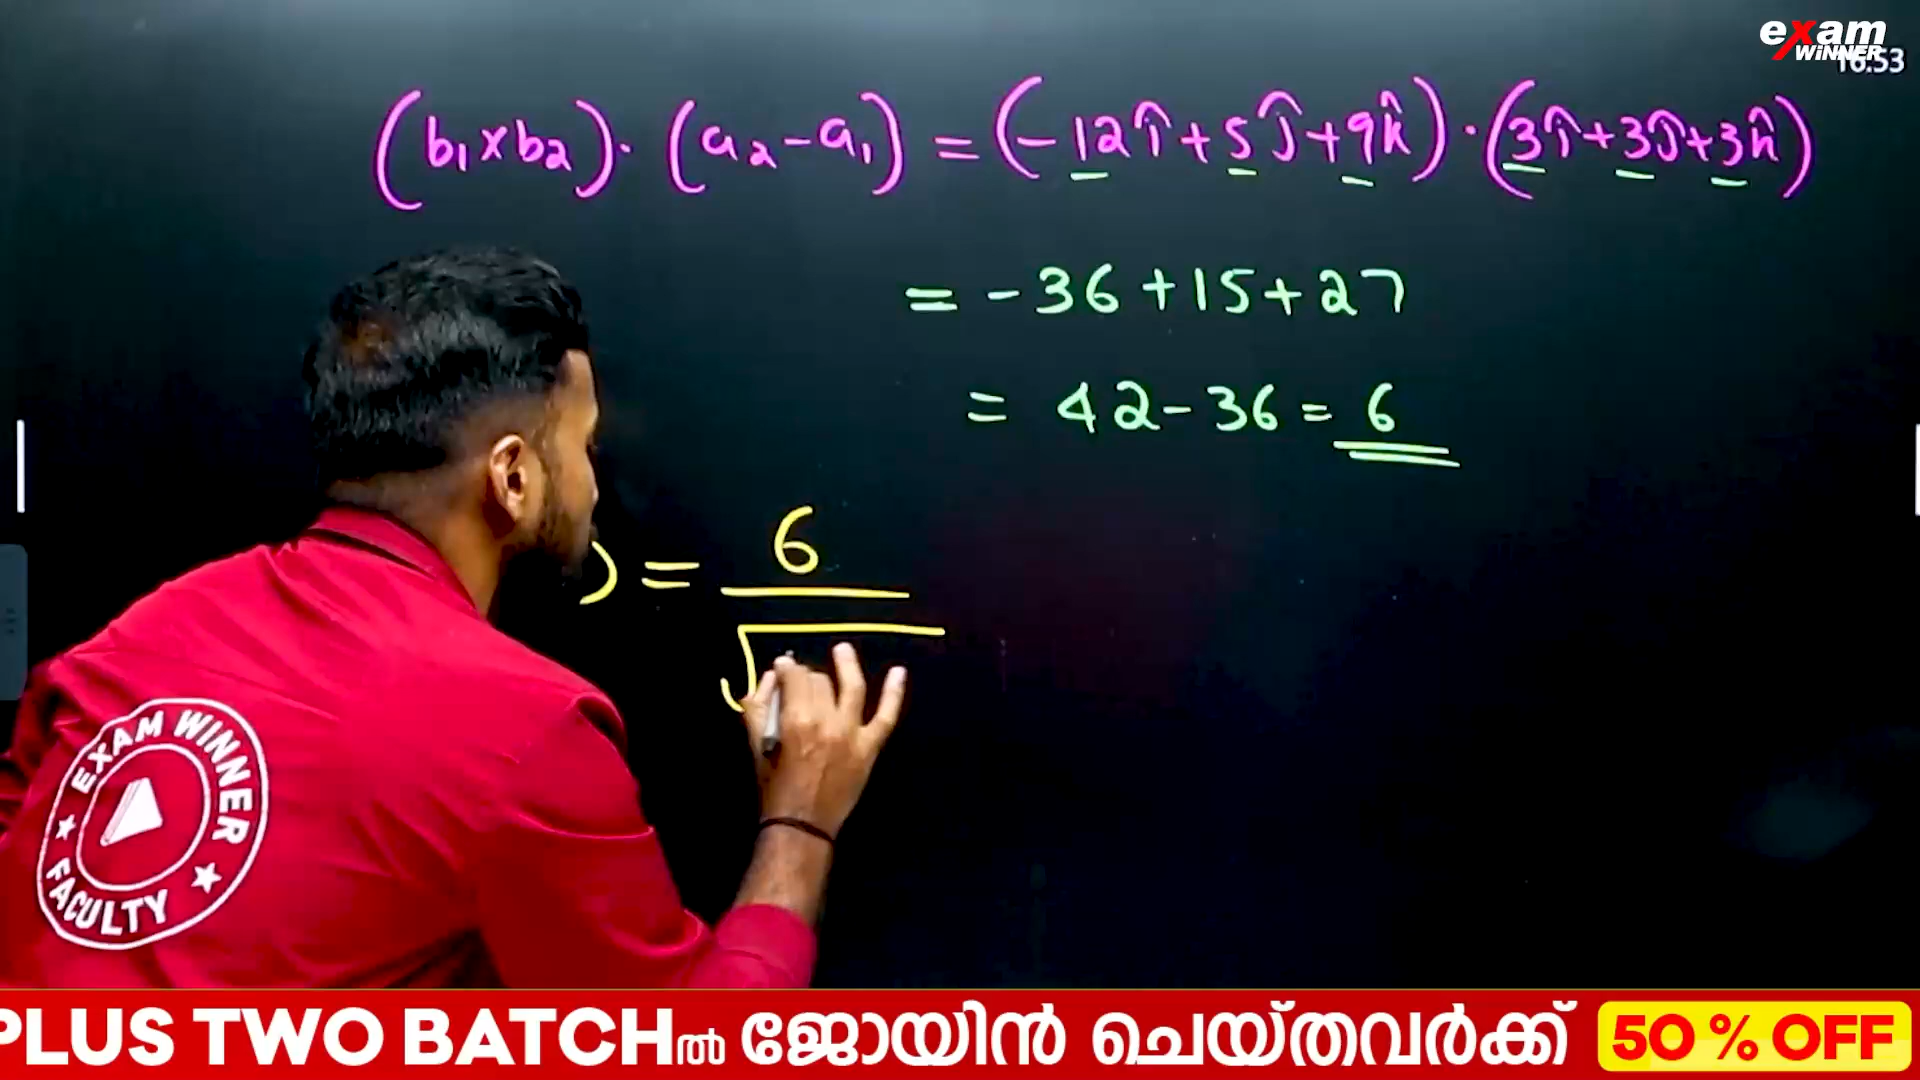 exam
WiNNER
16:53
(b₁×b₂)·(a₂-a₁) = (-12î+5ĵ+9k̂)·(3î+3ĵ+3k̂)
= -36+15+27
= 42-36 = 6
= 6
√
EXAM WINNER
FACULTY
PLUS TWO BATCHൽ ജോയിൻ ചെയ്തവർക്ക് 50 % OFF